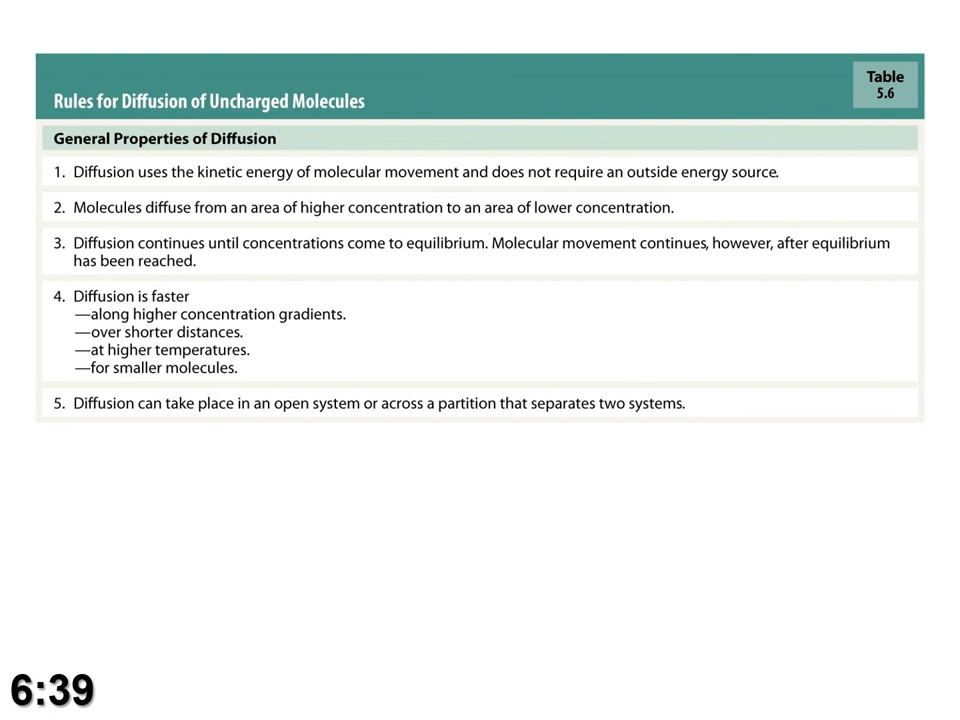 Table
5.6
Rules for Diffusion of Uncharged Molecules
General Properties of Diffusion
1. Diffusion uses the kinetic energy of molecular movement and does not require an outside energy source.
2. Molecules diffuse from an area of higher concentration to an area of lower concentration.
3. Diffusion continues until concentrations come to equilibrium. Molecular movement continues, however, after equilibrium
has been reached.
4. Diffusion is faster
—along higher concentration gradients.
—over shorter distances.
—at higher temperatures.
—for smaller molecules.
5. Diffusion can take place in an open system or across a partition that separates two systems.
6:39